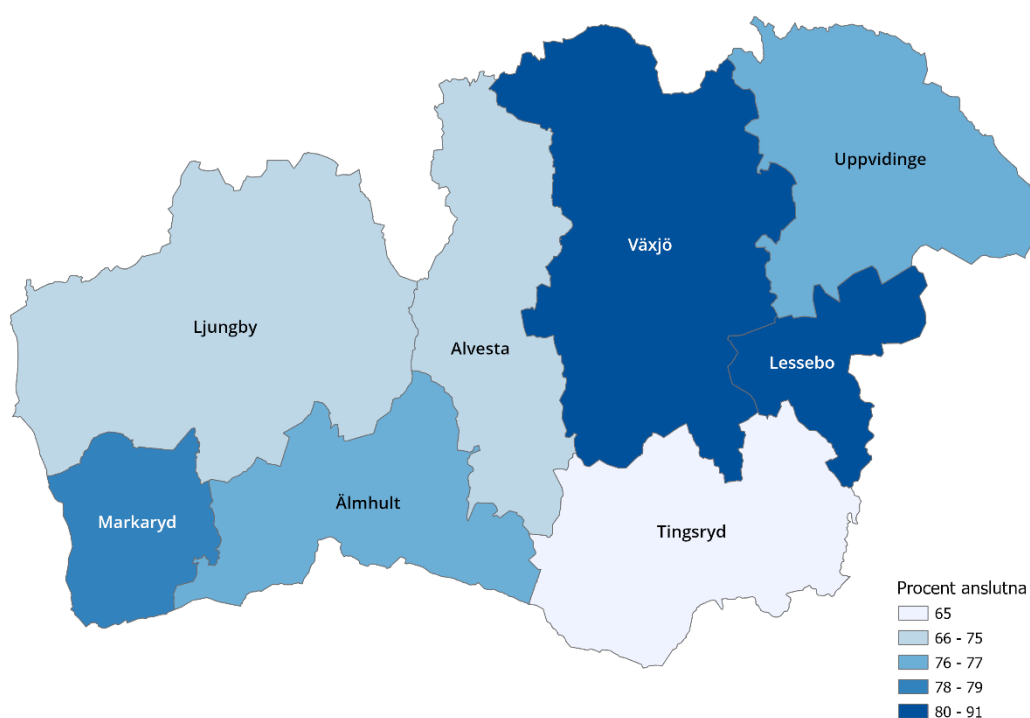 Uppvidinge
Växjö
Ljungby
Alvesta
Lessebo
Älmhult
Markaryd
Tingsryd
Procent anslutna
65
66 - 75
76 - 77
78 - 79
80 - 91